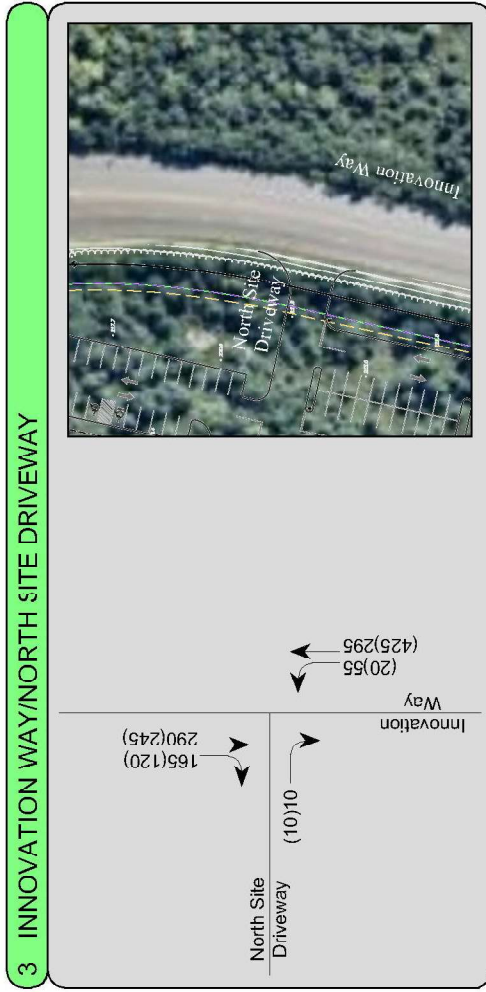 3 INNOVATION WAY/NORTH SITE DRIVEWAY
165(120)
290(245)
North Site
Driveway
(10)10
Innovation
Way
(20)55
(425)295
North Site
Driveway
Innovation Way